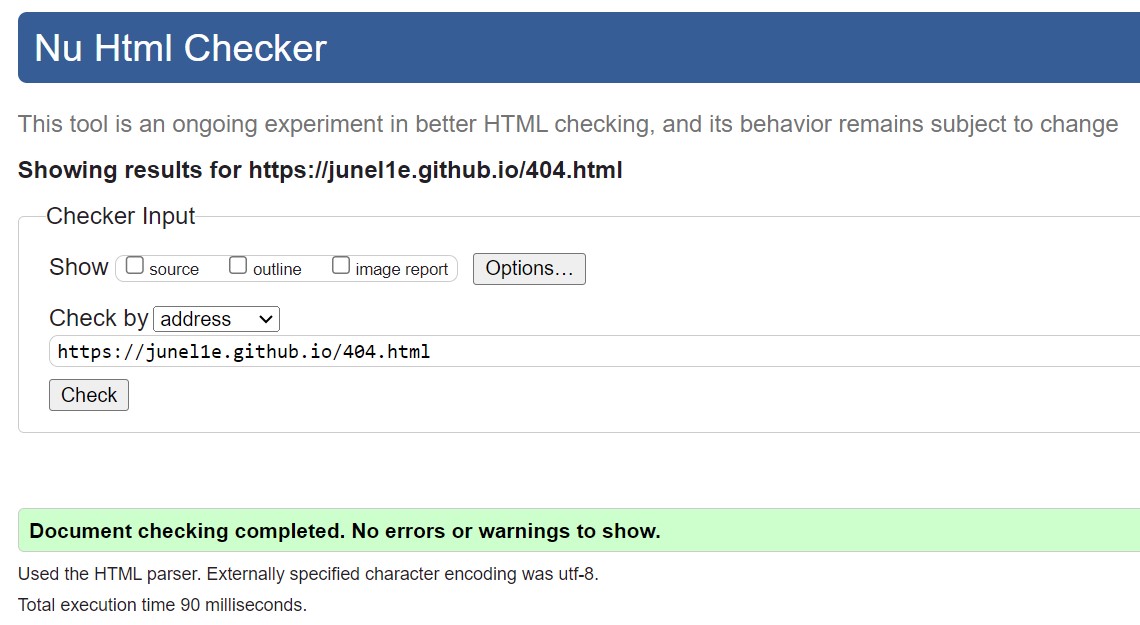 Nu Html Checker
This tool is an ongoing experiment in better HTML checking, and its behavior remains subject to change
Showing results for https://junel1e.github.io/404.html
Checker Input
Show source outline image report Options...
Check by address
https://junel1e.github.io/404.html
Check
Document checking completed. No errors or warnings to show.
Used the HTML parser. Externally specified character encoding was utf-8.
Total execution time 90 milliseconds.